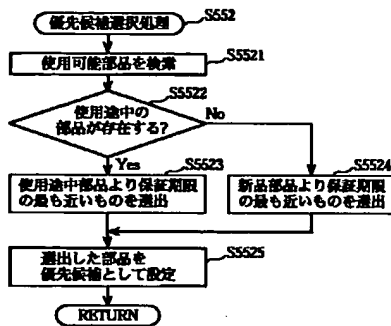 優先候補選択処理
S552
S5521
使用可能部品を検索
S5522
使用途中の
部品が存在する?
No
Yes
S5523
使用途中部品より保証期限
の最も近いものを選出
S5524
新品部品より保証期限
の最も近いものを選出
S5525
選出した部品を
優先候補として設定
RETURN